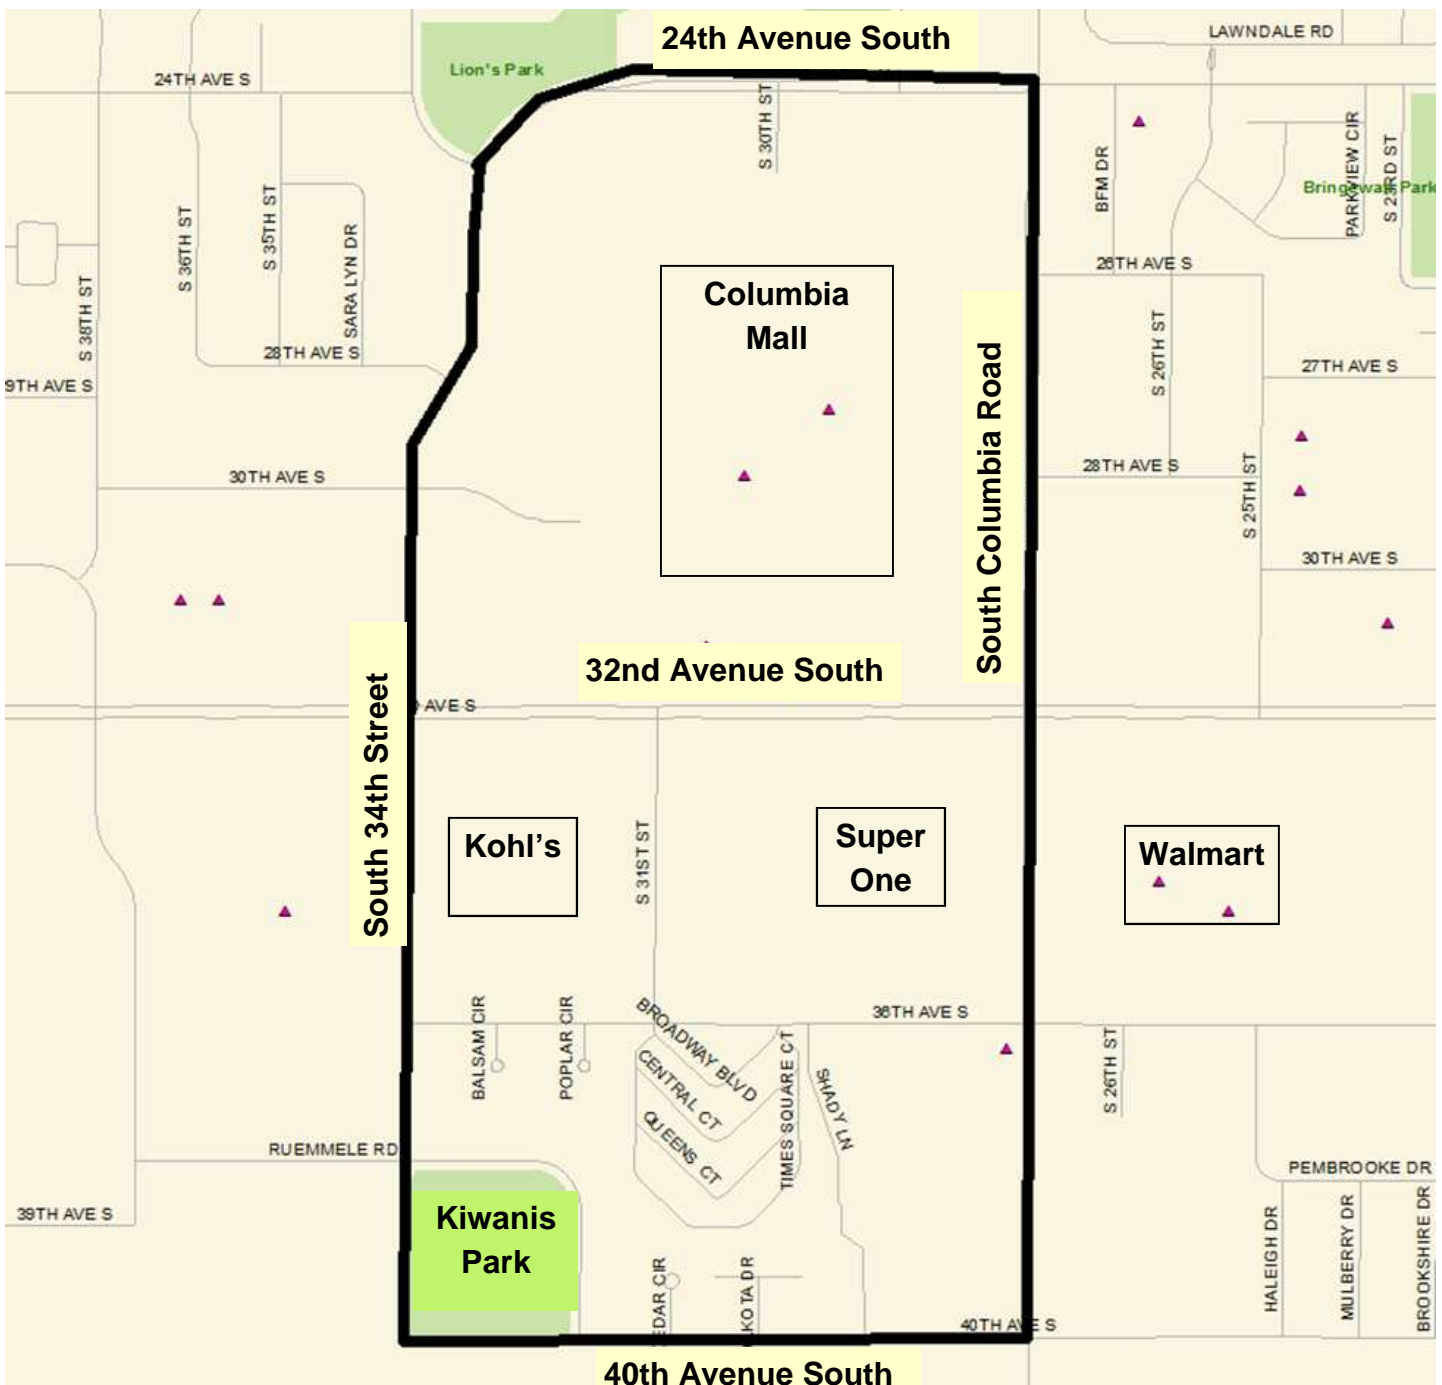 24th Avenue South
LAWNDALE RD
Lion's Park
24TH AVE S
S 30TH ST
BFM DR
PARKVIEW CIR
S 23RD ST
Park
S 36TH ST
S 35TH ST
SARA LYN DR
S 38TH ST
26TH AVE S
Columbia
Mall
South Columbia Road
S 26TH ST
28TH AVE S
27TH AVE S
9TH AVE S
30TH AVE S
28TH AVE S
S 25TH ST
30TH AVE S
32nd Avenue South
AVE S
South 34th Street
Kohl's
S 31ST ST
Super
One
Walmart
BALSAM CIR
POPLAR CIR
BROADWAY BLVD
CENTRAL CT
QUEENS CT
TIMES SQUARE CT
SHADY LN
36TH AVE S
S 26TH ST
RUEMMELE RD
PEMBROOKE DR
39TH AVE S
Kiwanis
Park
EDAR CIR
KOTA DR
HALEIGH DR
MULBERRY DR
BROOKSHIRE DR
40TH AVE S
40th Avenue South